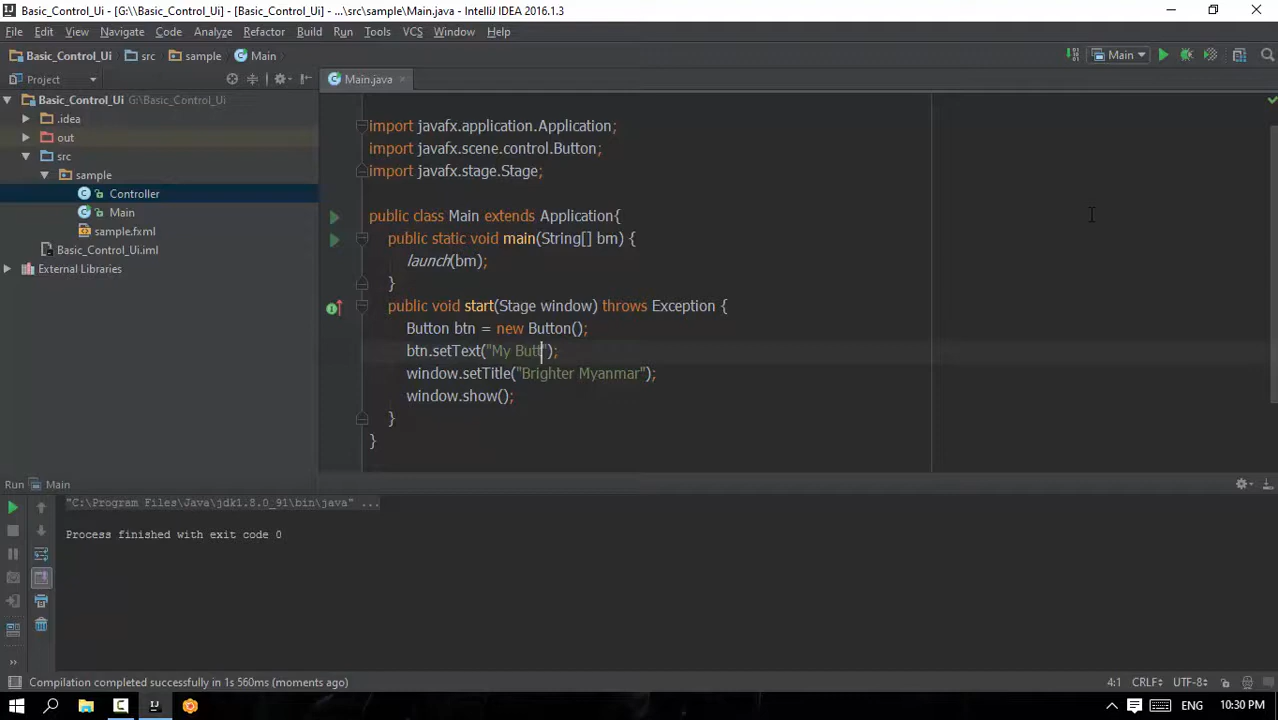 Basic_Control_Ui - [G:\\Basic_Control_Ui] - [Basic_Control_Ui] - ...\src\sample\Main.java - IntelliJ IDEA 2016.1.3
File Edit View Navigate Code Analyze Refactor Build Run Tools VCS Window Help
Basic_Control_Ui src sample Main
Main
Project
Main.java
Basic_Control_Ui G:\Basic_Control_Ui
.idea
out
src
sample
Controller
Main
sample.fxml
Basic_Control_Ui.iml
External Libraries
import javafx.application.Application;
import javafx.scene.control.Button;
import javafx.stage.Stage;
public class Main extends Application{
public static void main(String[] bm) {
launch(bm);
}
public void start(Stage window) throws Exception {
Button btn = new Button();
btn.setText("My Butt");
window.setTitle("Brighter Myanmar");
window.show();
}
}
Run Main
"C:\Program Files\Java\jdk1.8.0_91\bin\java" ...
Process finished with exit code 0
Compilation completed successfully in 1s 560ms (moments ago)
4:1 CRLF UTF-8
ENG 10:30 PM